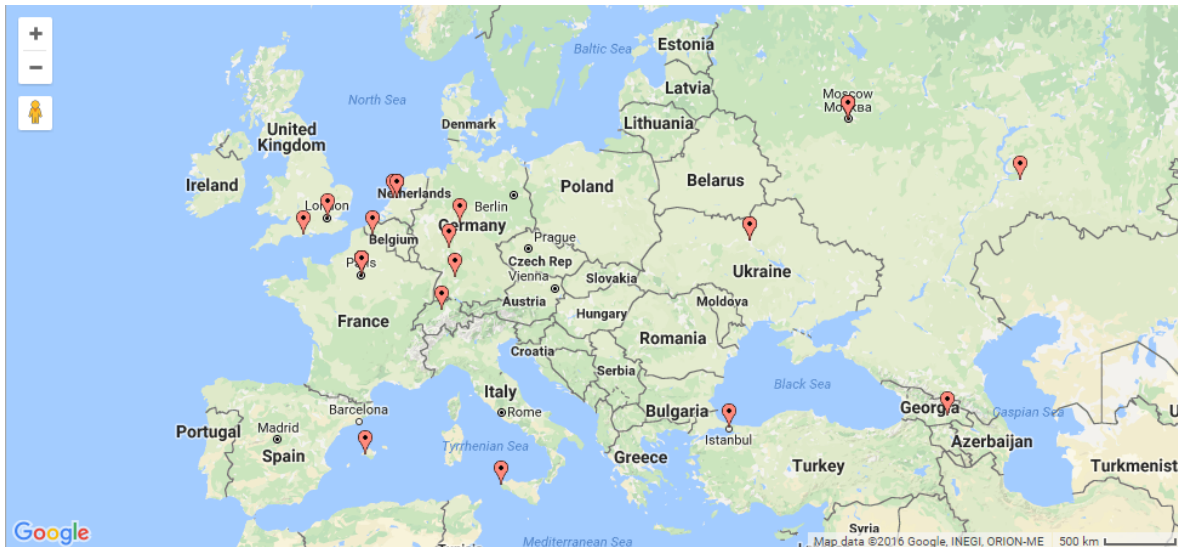 +
−
Baltic Sea
Estonia
Latvia
Lithuania
Moscow
Москва
North Sea
Denmark
United
Kingdom
Ireland
London
Netherlands
Berlin
Germany
Poland
Belarus
Belgium
Prague
Czech Rep
Ukraine
Paris
Vienna
Slovakia
Austria
Hungary
Moldova
France
Romania
Croatia
Serbia
Italy
Black Sea
Barcelona
Rome
Bulgaria
Georgia
Caspian Sea
Portugal
Madrid
Spain
Tyrrhenian Sea
Istanbul
Azerbaijan
Greece
Turkey
Turkmenist
Syria
Google
Mediterranean Sea
Map data ©2016 Google, INEGI, ORION-ME
500 km